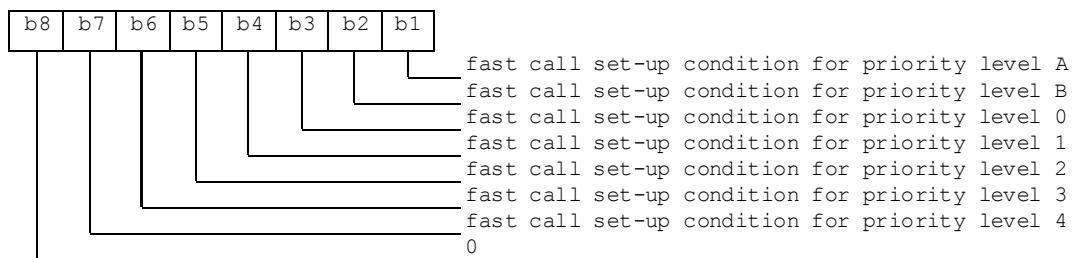 b8 b7 b6 b5 b4 b3 b2 b1
fast call set-up condition for priority level A
fast call set-up condition for priority level B
fast call set-up condition for priority level 0
fast call set-up condition for priority level 1
fast call set-up condition for priority level 2
fast call set-up condition for priority level 3
fast call set-up condition for priority level 4
0